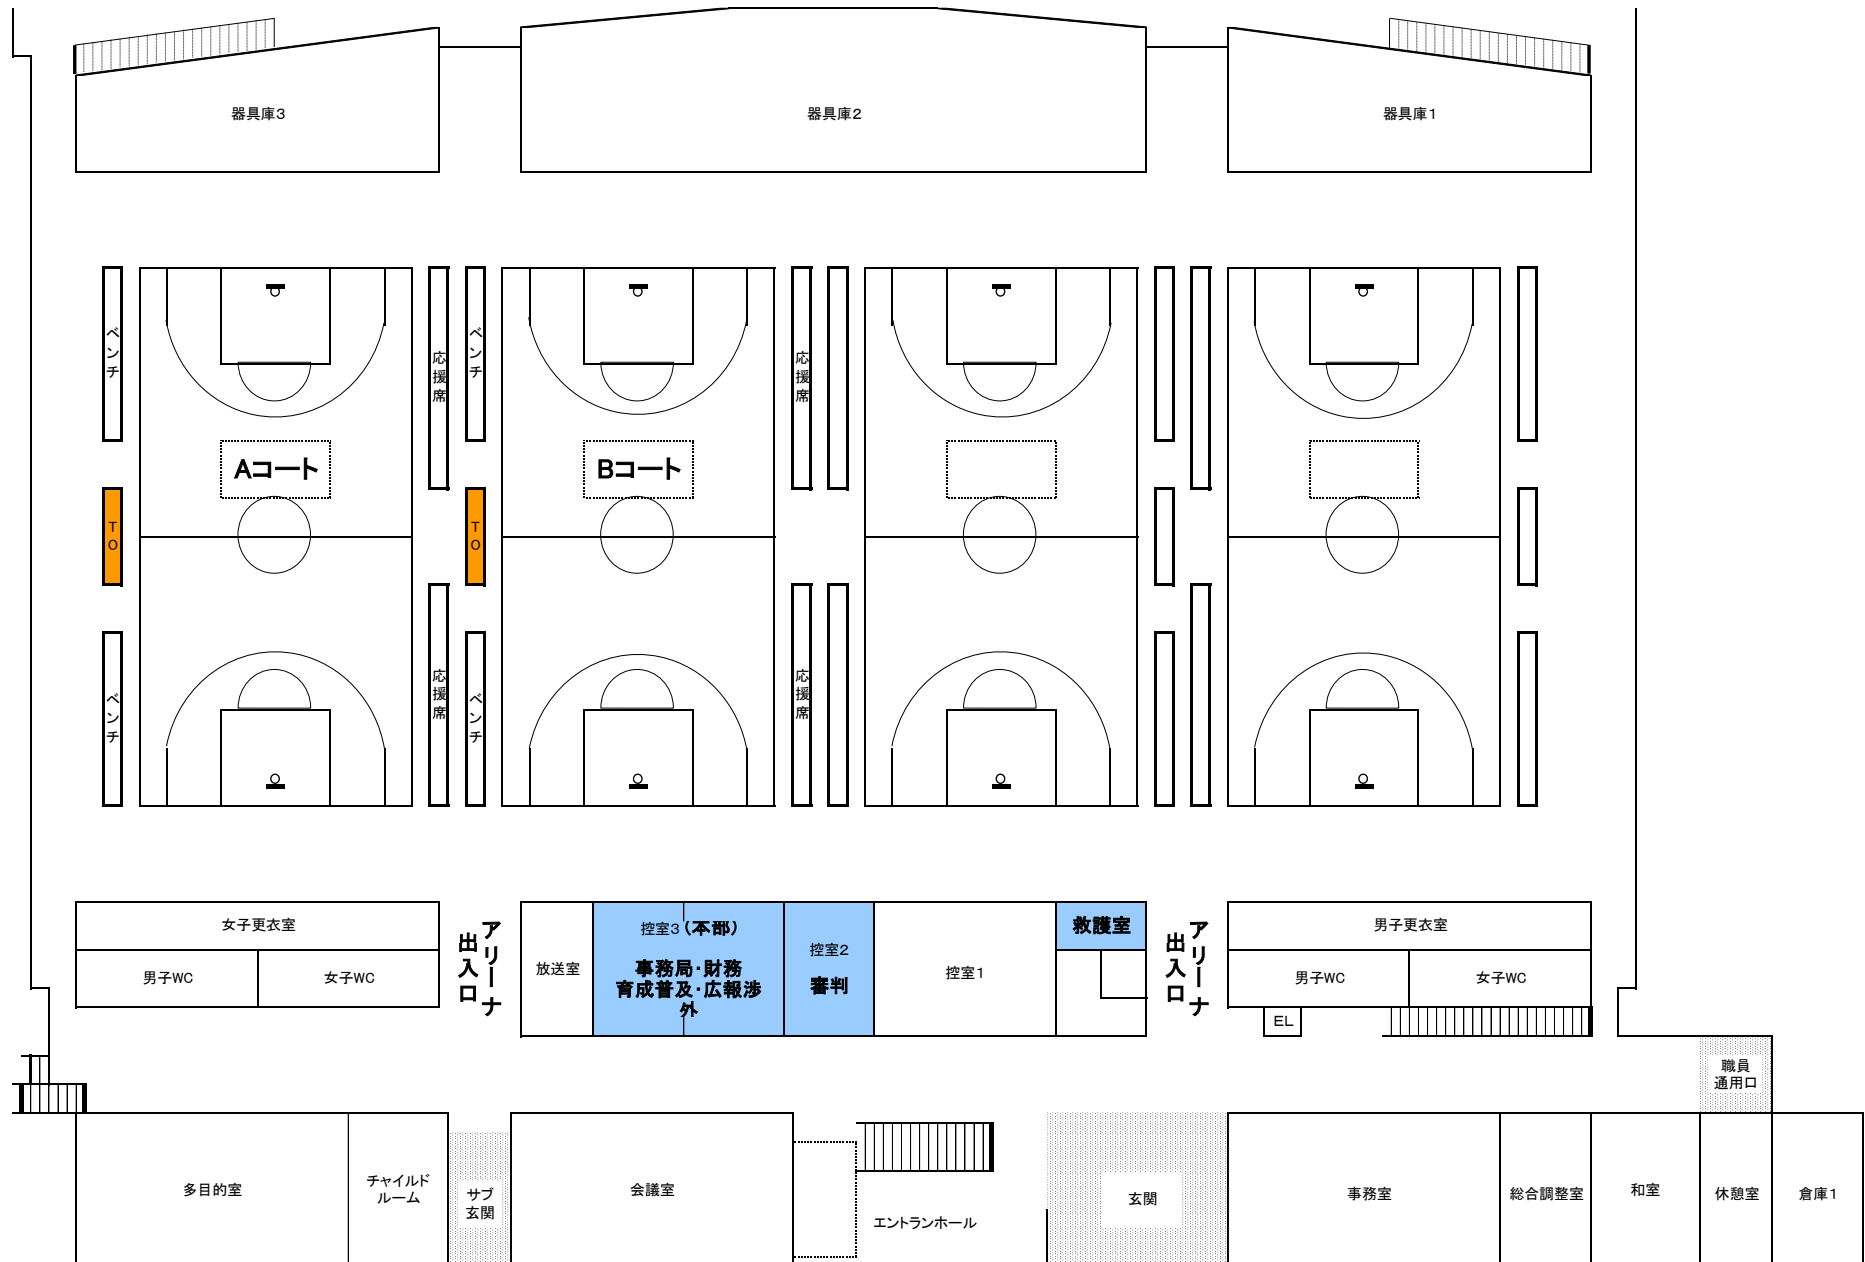 器具庫3
器具庫2
器具庫1
ベンチ
応援席
ベンチ
応援席
Aコート
Bコート
TO
TO
ベンチ
応援席
ベンチ
応援席
女子更衣室
男子WC
女子WC
アリーナ
出入口
放送室
控室3(本部)
事務局・財務
育成普及・広報渉
外
控室2
審判
控室1
救護室
アリーナ
出入口
男子更衣室
男子WC
女子WC
EL
職員
通用口
多目的室
チャイルド
ルーム
サブ
玄関
会議室
エントランホール
玄関
事務室
総合調整室
和室
休憩室
倉庫1